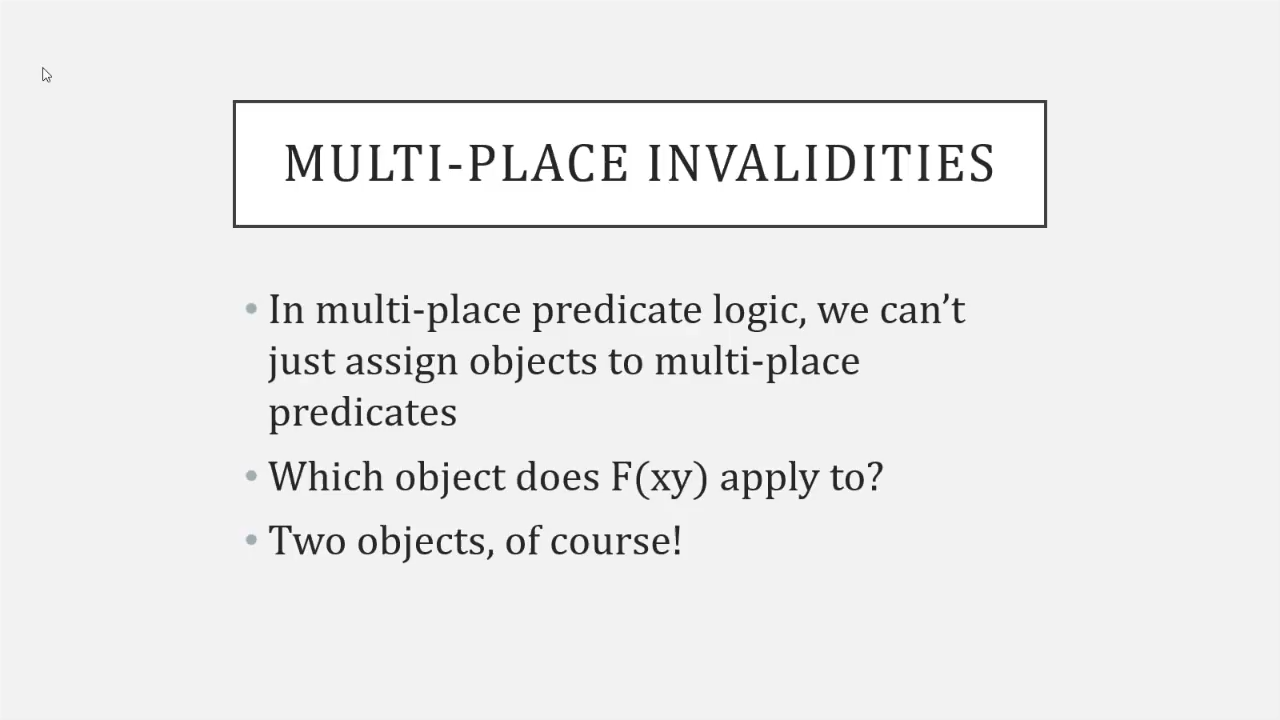 MULTI-PLACE INVALIDITIES
• In multi-place predicate logic, we can’t
just assign objects to multi-place
predicates
• Which object does F(xy) apply to?
• Two objects, of course!